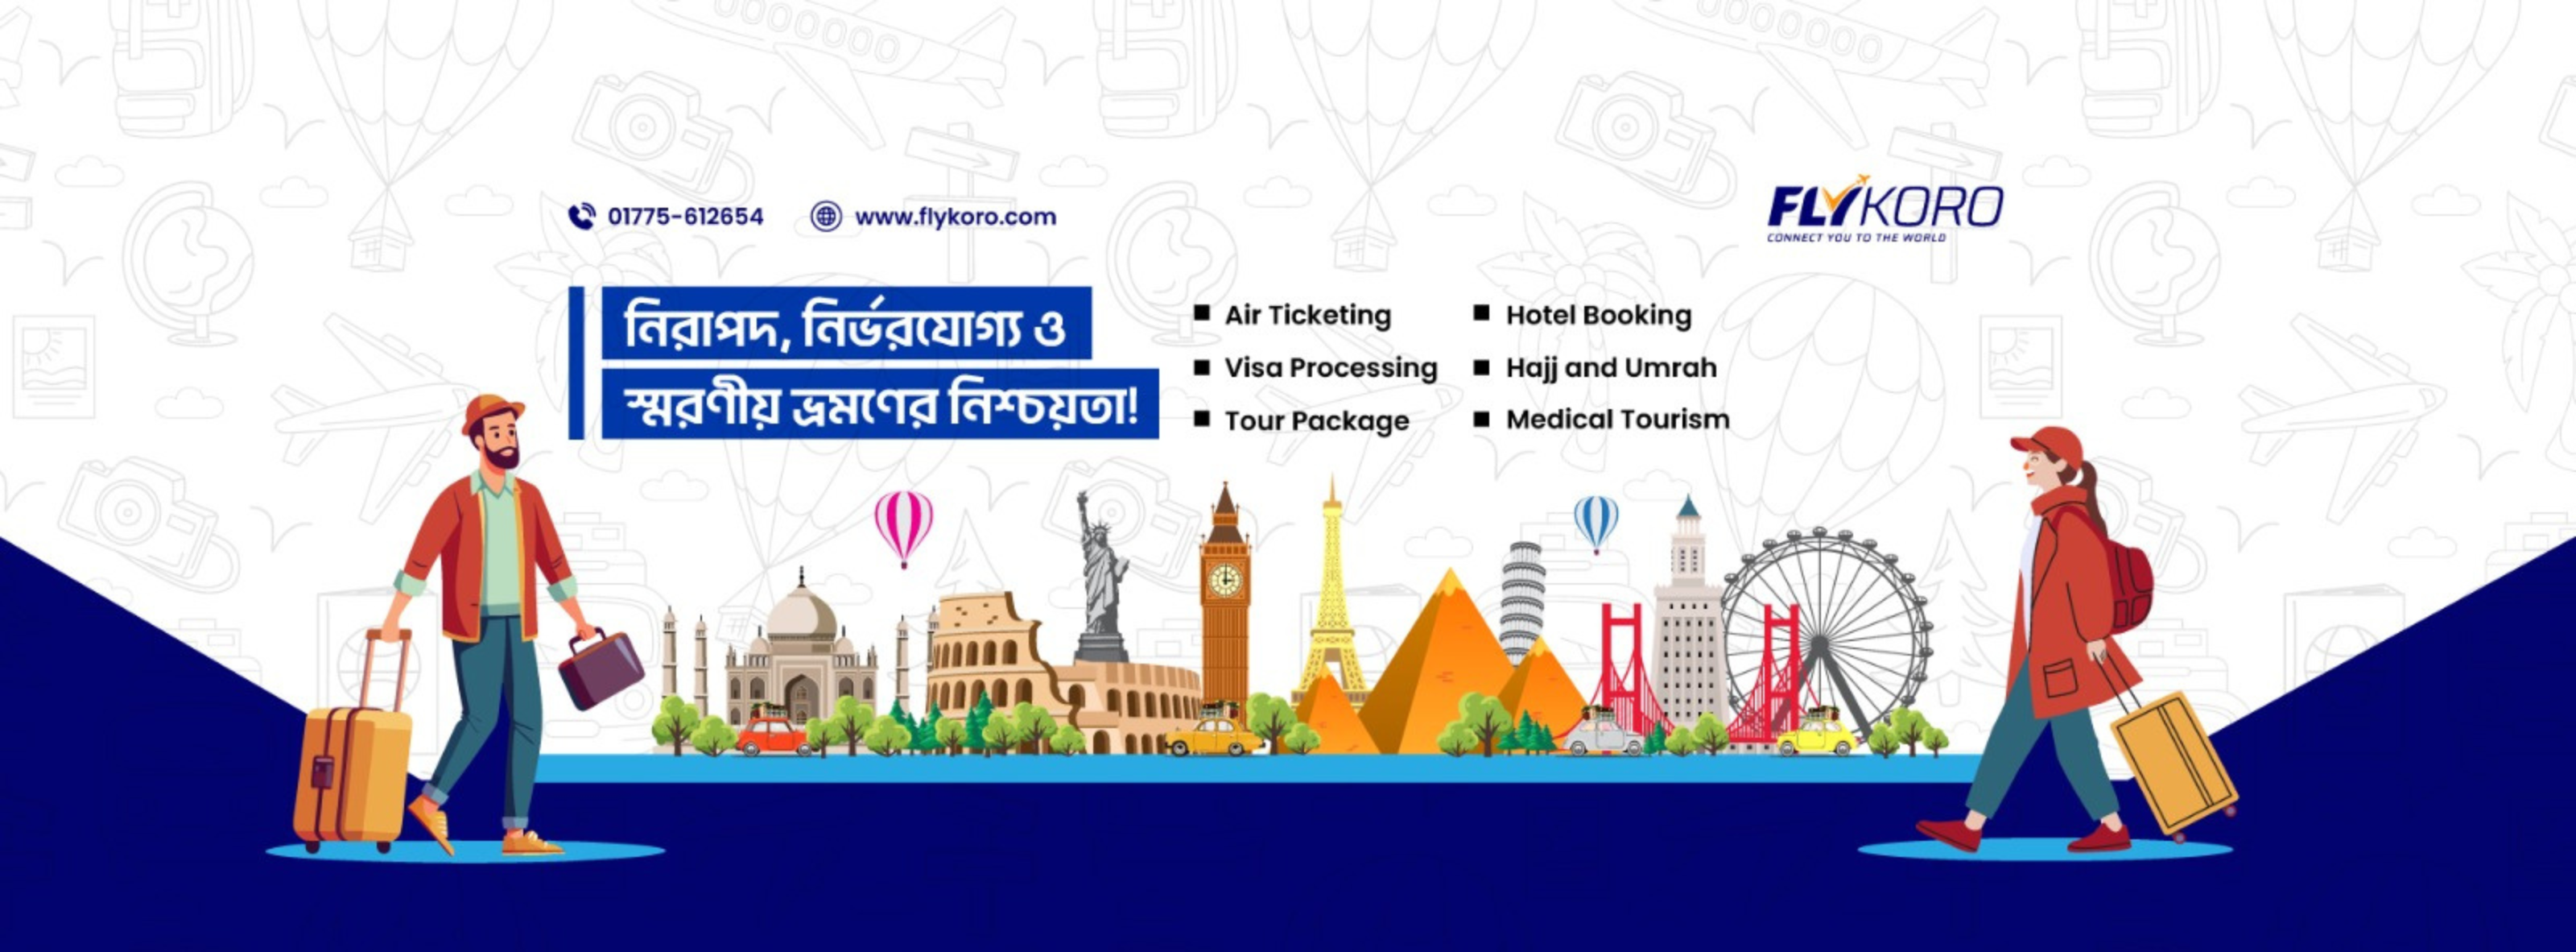 01775-612654
www.flykoro.com
FLYKORO
CONNECT YOU TO THE WORLD
নিরাপদ, নির্ভরযোগ্য ও
স্মরণীয় ভ্রমণের নিশ্চয়তা!
Air Ticketing
Visa Processing
Tour Package
Hotel Booking
Hajj and Umrah
Medical Tourism